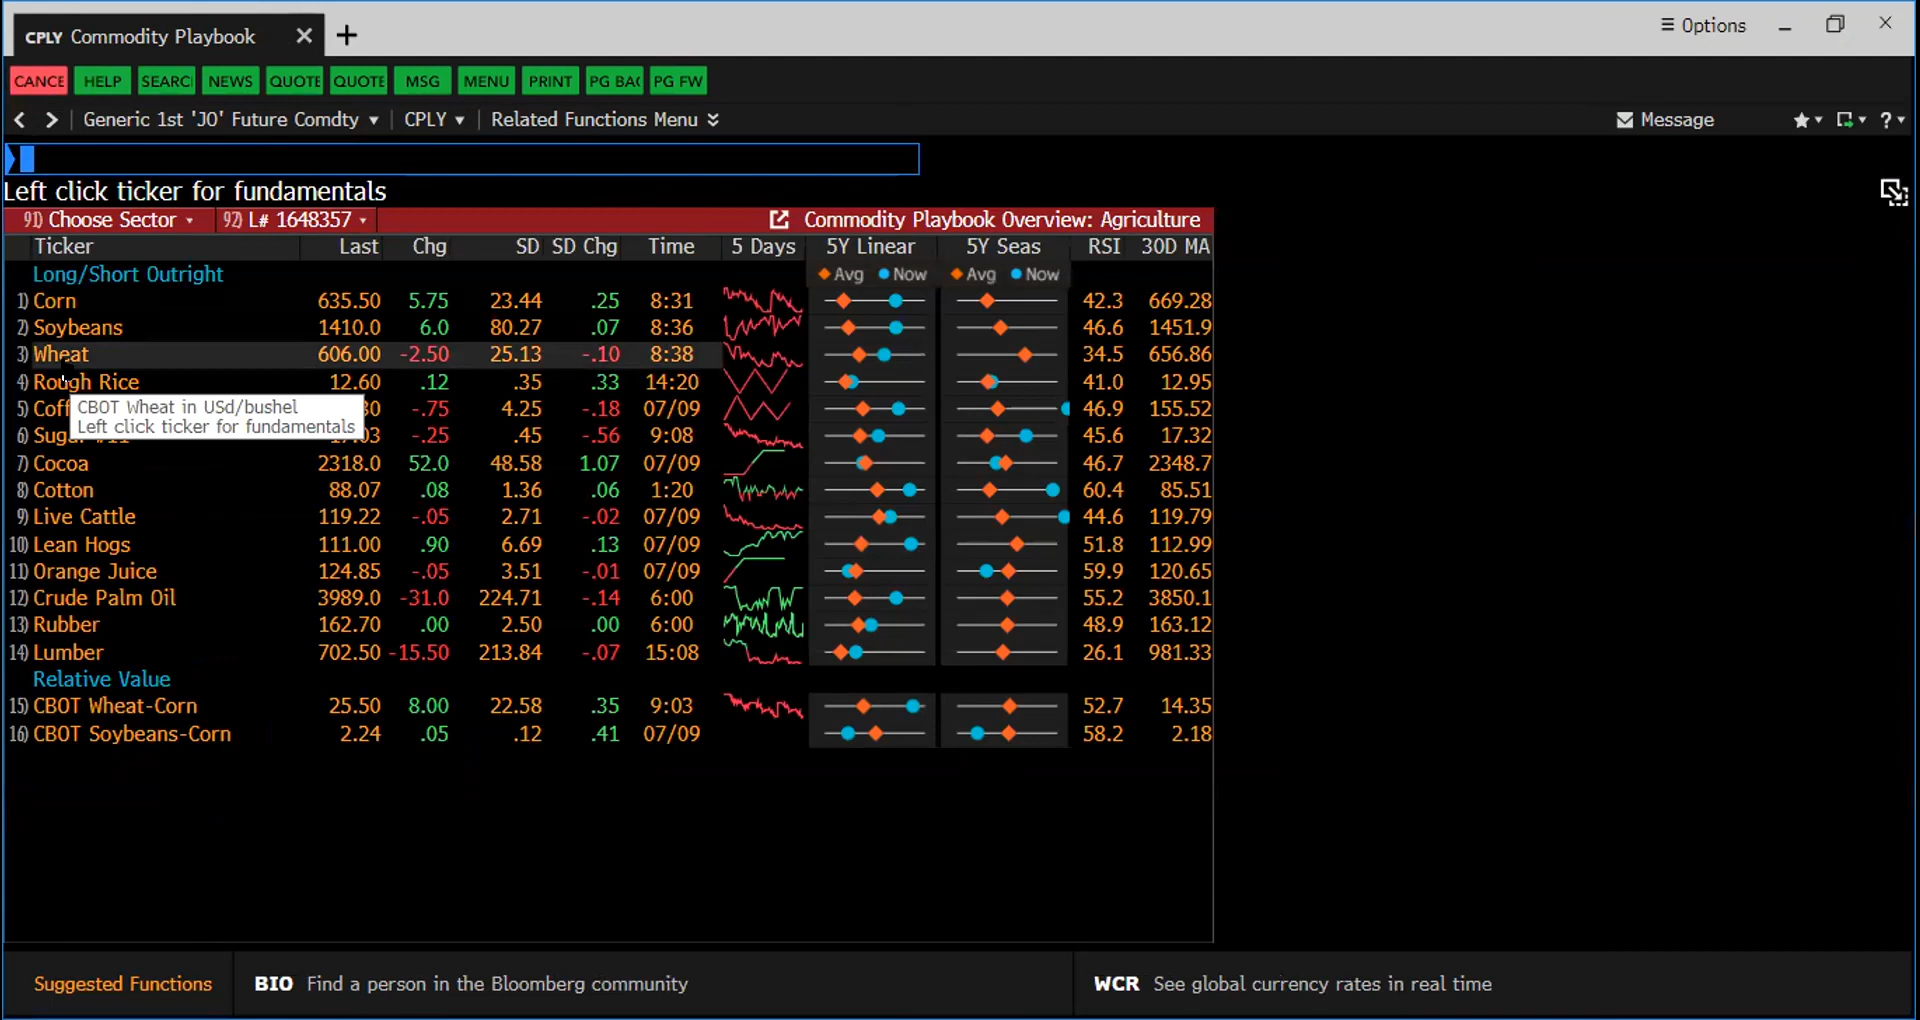 CPLY Commodity Playbook
Options
CANCE HELP SEARC NEWS QUOTE QUOTE MSG MENU PRINT PG BAC PG FW
Generic 1st 'JO' Future Comdty CPLY Related Functions Menu Message
Left click ticker for fundamentals
91) Choose Sector 92) L# 1648357 Commodity Playbook Overview: Agriculture
Ticker Last Chg SD SD Chg Time 5 Days 5Y Linear 5Y Seas RSI 30D MA
Long/Short Outright Avg Now Avg Now
1) Corn 635.50 5.75 23.44 .25 8:31 42.3 669.28
2) Soybeans 1410.0 6.0 80.27 .07 8:36 46.6 1451.9
3) Wheat 606.00 -2.50 25.13 -.10 8:38 34.5 656.86
4) Rough Rice 12.60 .12 .35 .33 14:20 41.0 12.95
CBOT Wheat in USd/bushel
Left click ticker for fundamentals
5) Coff 30 -.75 4.25 -.18 07/09 46.9 155.52
6) Sug -.25 .45 -.56 9:08 45.6 17.32
7) Cocoa 2318.0 52.0 48.58 1.07 07/09 46.7 2348.7
8) Cotton 88.07 .08 1.36 .06 1:20 60.4 85.51
9) Live Cattle 119.22 -.05 2.71 -.02 07/09 44.6 119.79
10) Lean Hogs 111.00 .90 6.69 .13 07/09 51.8 112.99
11) Orange Juice 124.85 -.05 3.51 -.01 07/09 59.9 120.65
12) Crude Palm Oil 3989.0 -31.0 224.71 -.14 6:00 55.2 3850.1
13) Rubber 162.70 .00 2.50 .00 6:00 48.9 163.12
14) Lumber 702.50 -15.50 213.84 -.07 15:08 26.1 981.33
Relative Value
15) CBOT Wheat-Corn 25.50 8.00 22.58 .35 9:03 52.7 14.35
16) CBOT Soybeans-Corn 2.24 .05 .12 .41 07/09 58.2 2.18
Suggested Functions BIO Find a person in the Bloomberg community WCR See global currency rates in real time